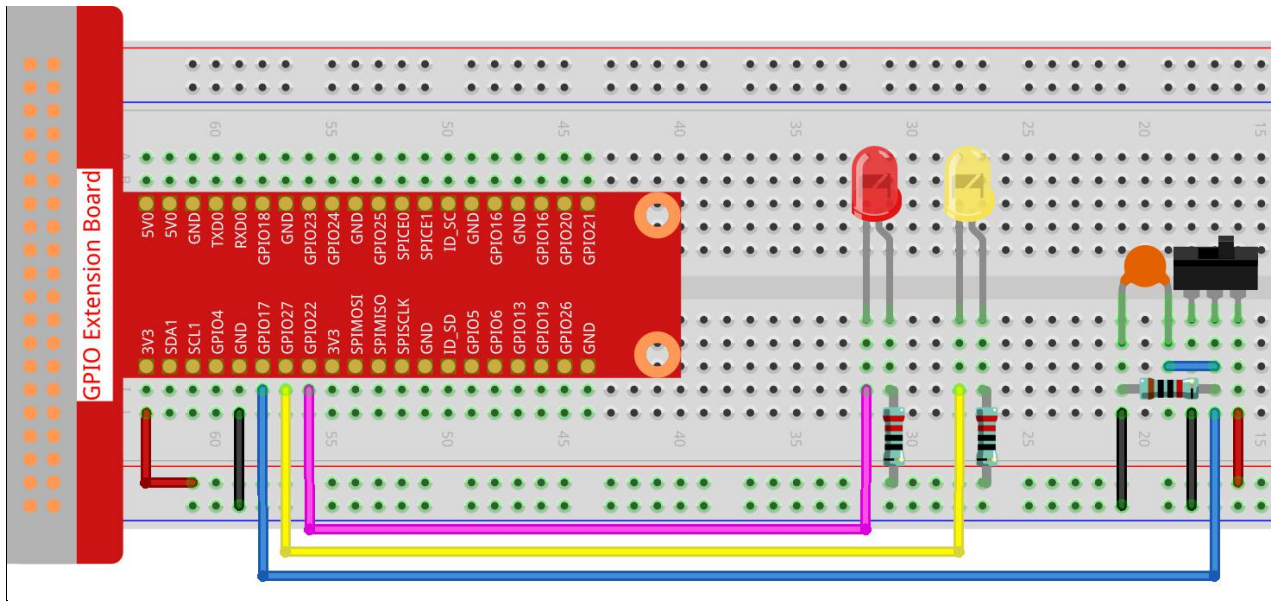 60 55 50 45 40 35 30 25 20 15
GPIO Extension Board
5V0
5V0
GND
TXD0
RXD0
GPIO18
GND
GPIO23
GPIO24
GND
GPIO25
SPICE0
SPICE1
ID_SC
GND
GPIO16
GND
GPIO16
GPIO20
GPIO21
3V3
SDA1
SCL1
GPIO4
GND
GPIO17
GPIO27
GPIO22
3V3
SPIMOSI
SPIMISO
SPISCLK
GND
ID_SD
GPIO5
GPIO6
GPIO13
GPIO19
GPIO26
GND
60 55 50 45 40 35 30 25 20 15